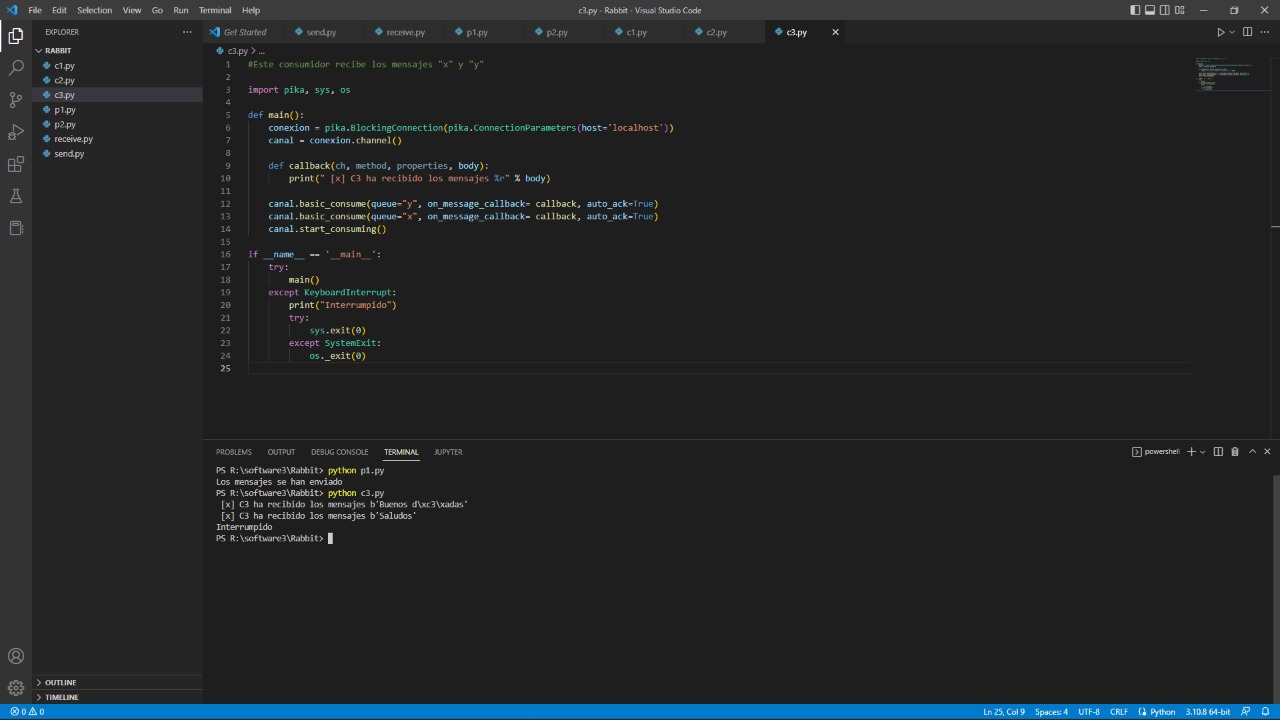 File Edit Selection View Go Run Terminal Help
c3.py - Rabbit - Visual Studio Code
EXPLORER
RABBIT
c1.py
c2.py
c3.py
p1.py
p2.py
receive.py
send.py
OUTLINE
TIMELINE
Get Started send.py receive.py p1.py p2.py c1.py c2.py c3.py
c3.py > ...
1 #Este consumidor recibe los mensajes "x" y "y"
2
3 import pika, sys, os
4
5 def main():
6 conexion = pika.BlockingConnection(pika.ConnectionParameters(host='localhost'))
7 canal = conexion.channel()
8
9 def callback(ch, method, properties, body):
10 print(" [x] C3 ha recibido los mensajes %r" % body)
11
12 canal.basic_consume(queue="y", on_message_callback= callback, auto_ack=True)
13 canal.basic_consume(queue="x", on_message_callback= callback, auto_ack=True)
14 canal.start_consuming()
15
16 if __name__ == '__main__':
17 try:
18 main()
19 except KeyboardInterrupt:
20 print("Interrumpido")
21 try:
22 sys.exit(0)
23 except SystemExit:
24 os._exit(0)
25
PROBLEMS OUTPUT DEBUG CONSOLE TERMINAL JUPYTER
powershell
PS R:\software3\Rabbit> python p1.py
Los mensajes se han enviado
PS R:\software3\Rabbit> python c3.py
[x] C3 ha recibido los mensajes b'Buenos d\xc3\xadas'
[x] C3 ha recibido los mensajes b'Saludos'
Interrumpido
PS R:\software3\Rabbit>
0 0
Ln 25, Col 9 Spaces: 4 UTF-8 CRLF Python 3.10.8 64-bit